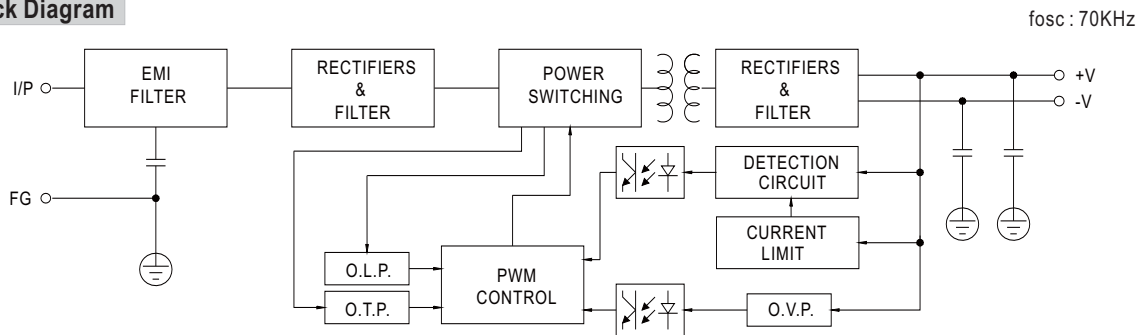 ck Diagram
fosc : 70KHz
I/P
EMI
FILTER
RECTIFIERS
&
FILTER
POWER
SWITCHING
RECTIFIERS
&
FILTER
+V
-V
FG
DETECTION
CIRCUIT
CURRENT
LIMIT
O.L.P.
O.T.P.
PWM
CONTROL
O.V.P.